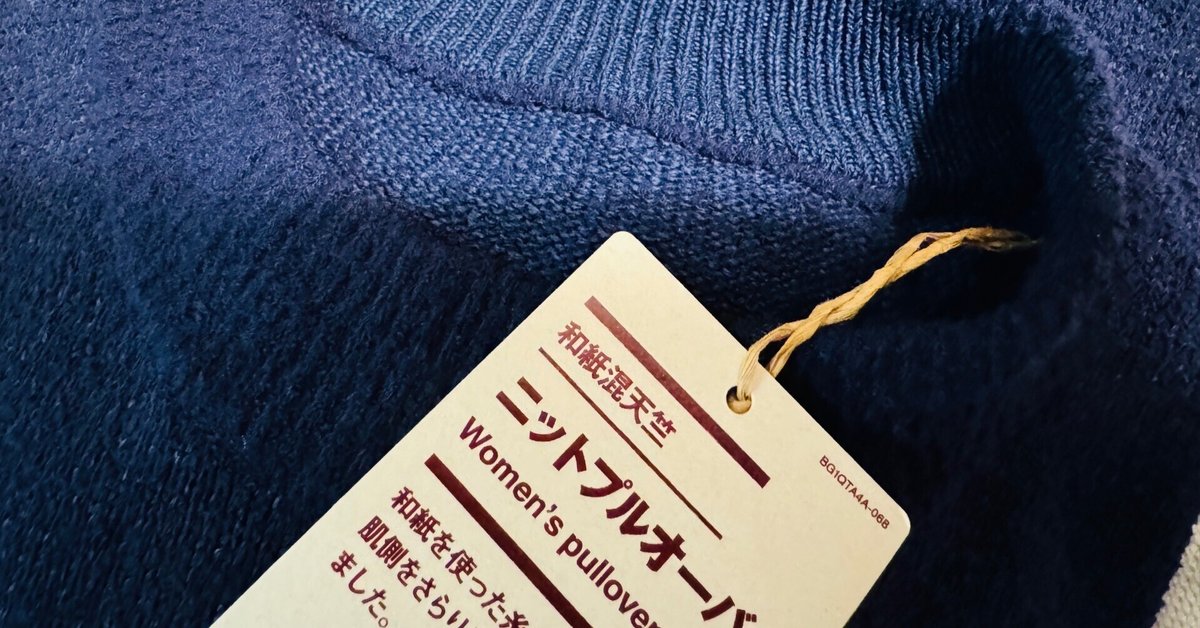 和紙混天竺
ニットプルオーバ
Women's pullover
和紙を使った糸
肌側をさらり
ました。
BG1QTA4A-068